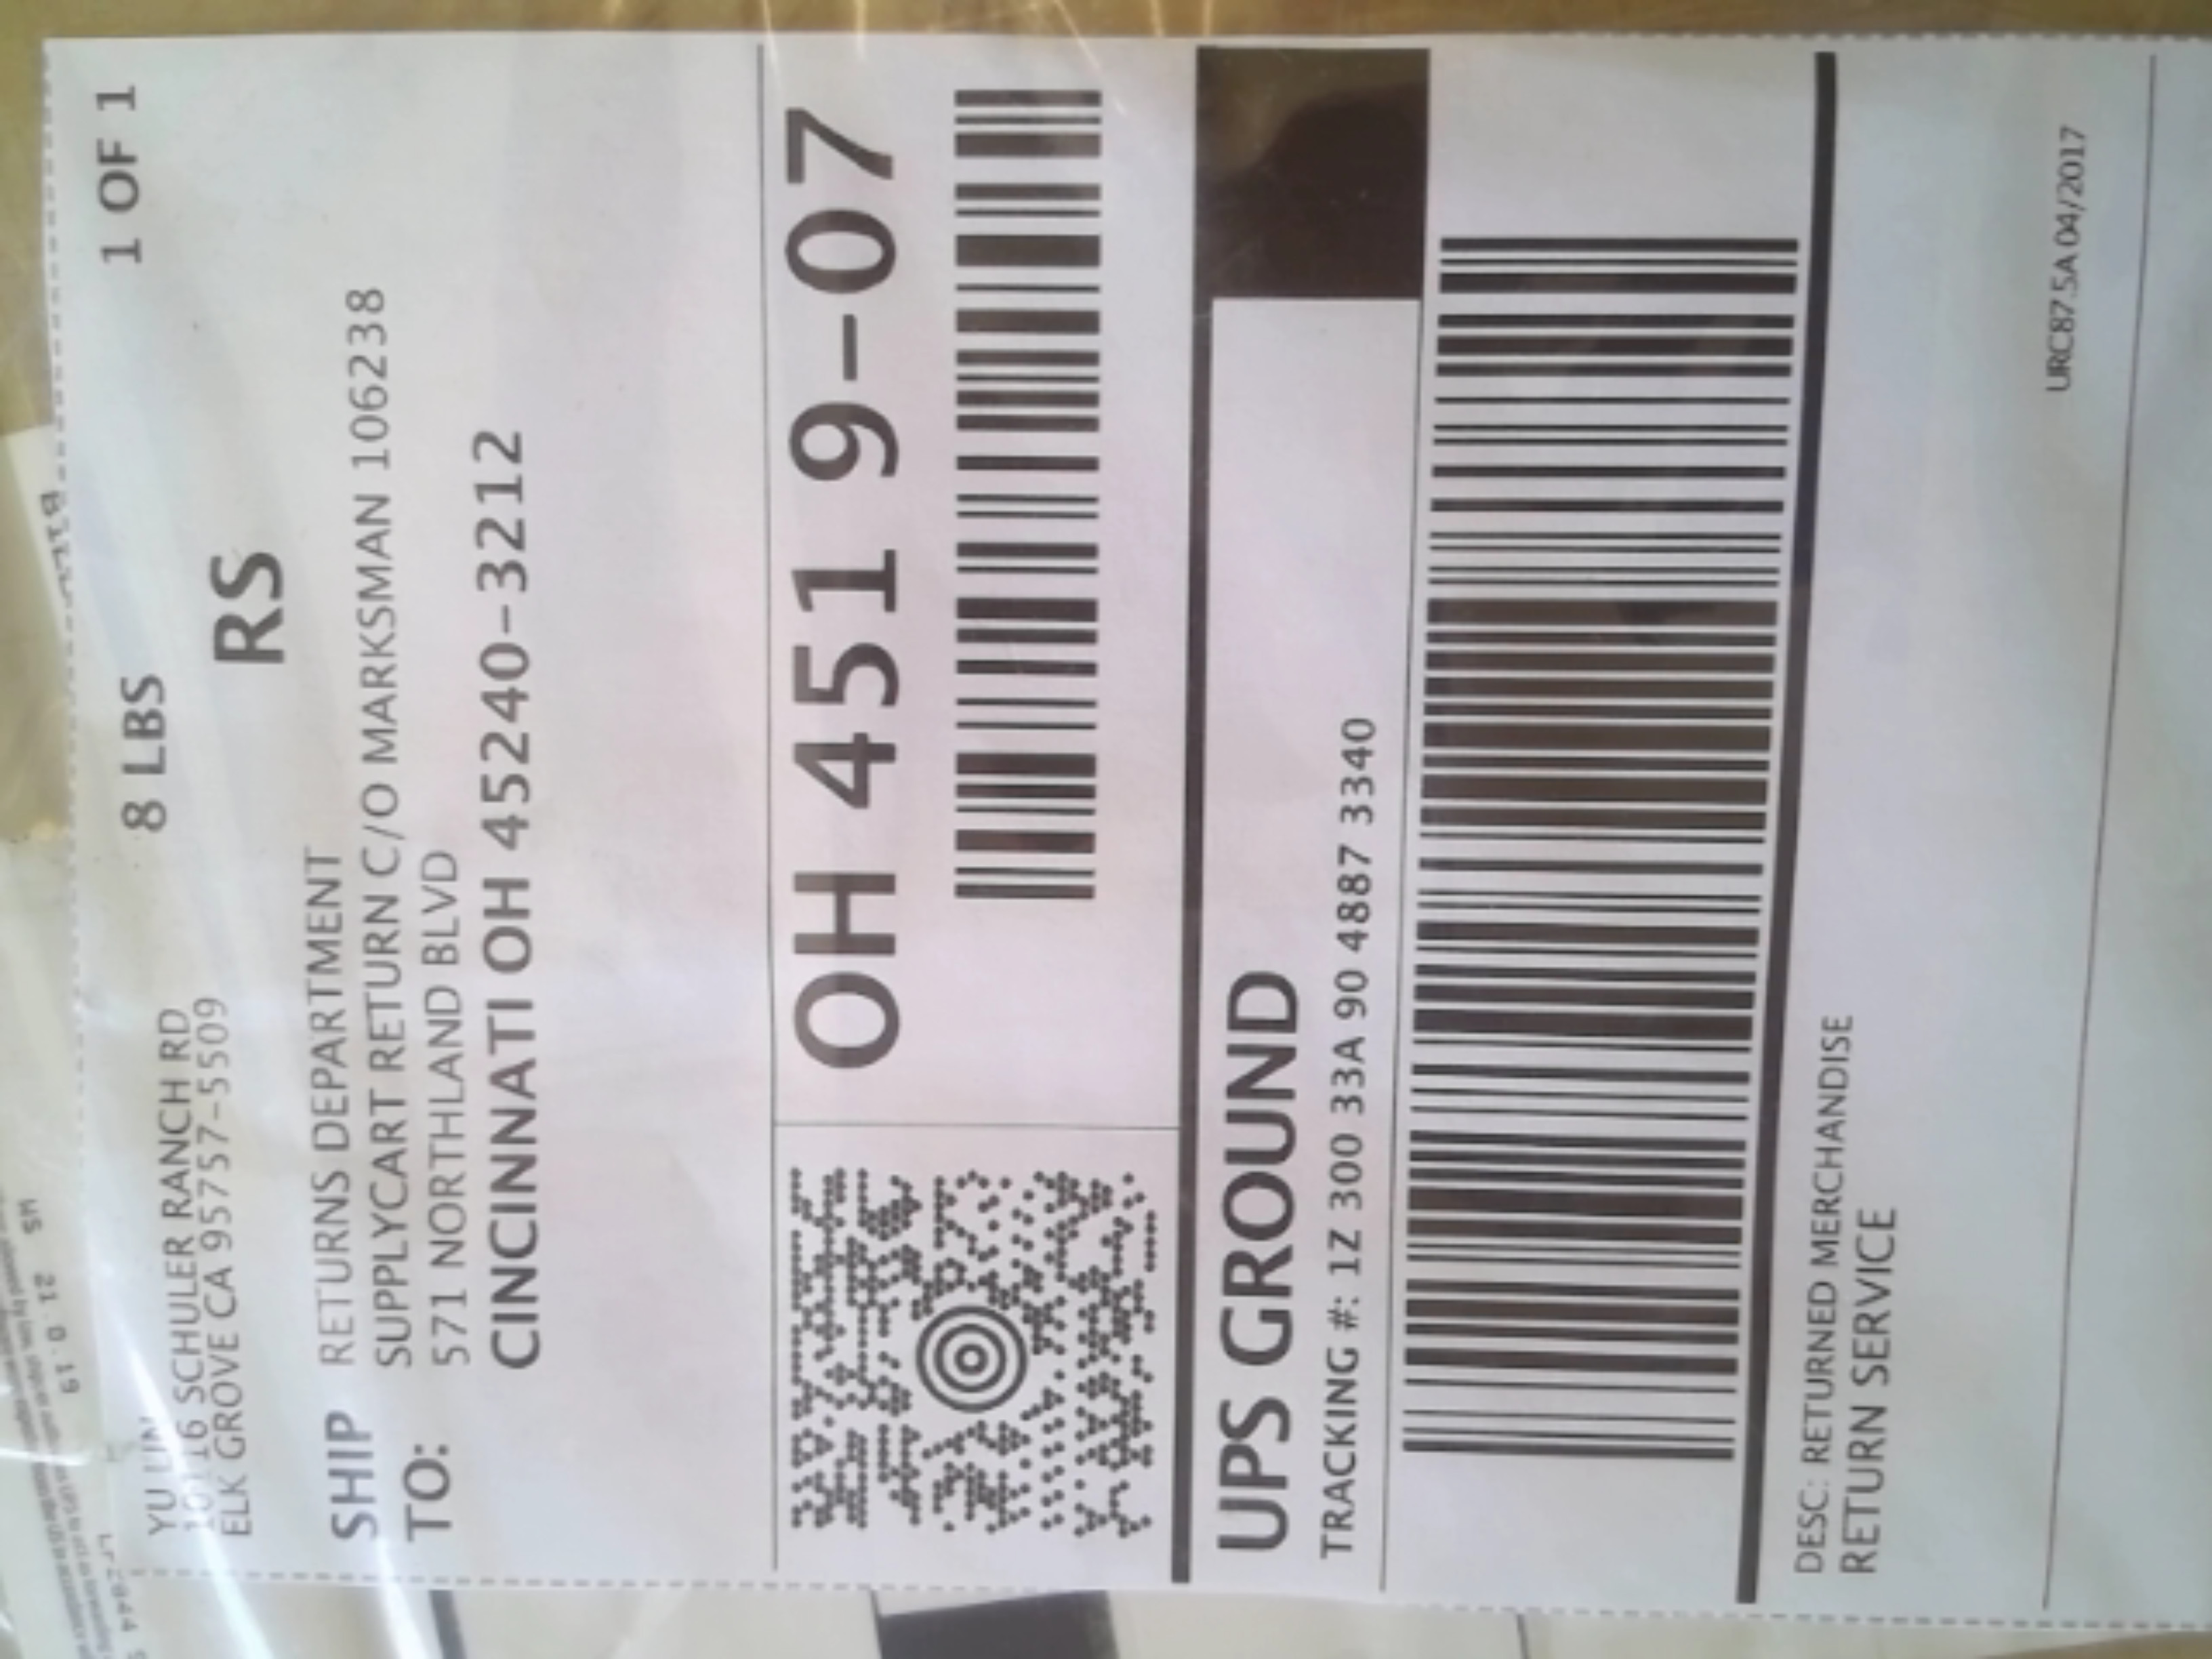 YU LIN
10116 SCHULER RANCH RD
ELK GROVE CA 95757-5509
8 LBS
1 OF 1
RS
SHIP TO:
RETURNS DEPARTMENT
SUPPLYCART RETURN C/O MARKSMAN 106238
571 NORTHLAND BLVD
CINCINNATI OH 45240-3212
OH 451 9-07
UPS GROUND
TRACKING #: 1Z 300 33A 90 4887 3340
DESC: RETURNED MERCHANDISE
RETURN SERVICE
URC87.5A 04/2017